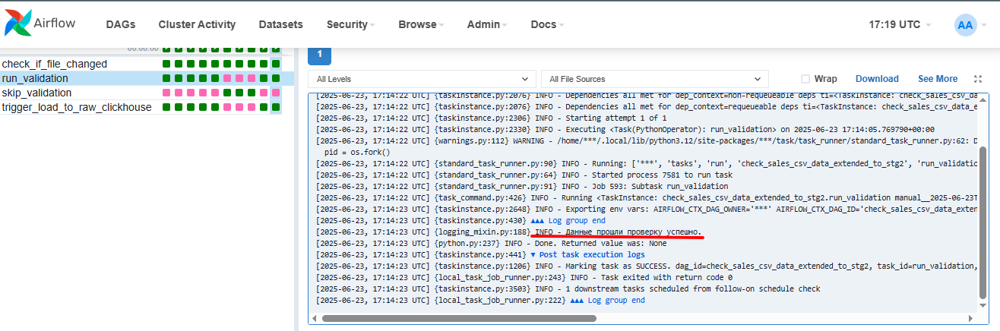 Airflow
DAGs
Cluster Activity
Datasets
Security
Browse
Admin
Docs
17:19 UTC
AA
00:00:00
check_if_file_changed
run_validation
skip_validation
trigger_load_to_raw_clickhouse
1
All Levels
All File Sources
Wrap
Download
See More
[2025-06-23, 17:14:22 UTC] {taskinstance.py:2076} INFO - Dependencies all met for dep_context=non-requeueable deps ti=<TaskInstance: check_sales_csv_da
[2025-06-23, 17:14:22 UTC] {taskinstance.py:2076} INFO - Dependencies all met for dep_context=requeueable deps ti=<TaskInstance: check_sales_csv_data_e
[2025-06-23, 17:14:22 UTC] {taskinstance.py:2306} INFO - Starting attempt 1 of 1
[2025-06-23, 17:14:22 UTC] {taskinstance.py:2330} INFO - Executing <Task(PythonOperator): run_validation> on 2025-06-23 17:14:05.769790+00:00
[2025-06-23, 17:14:22 UTC] {warnings.py:112} WARNING - /home/***/.local/lib/python3.12/site-packages/***/task/task_runner/standard_task_runner.py:62: D
pid = os.fork()
[2025-06-23, 17:14:22 UTC] {standard_task_runner.py:90} INFO - Running: ['***', 'tasks', 'run', 'check_sales_csv_data_extended_to_stg2', 'run_validatio
[2025-06-23, 17:14:22 UTC] {standard_task_runner.py:64} INFO - Started process 7581 to run task
[2025-06-23, 17:14:22 UTC] {standard_task_runner.py:91} INFO - Job 593: Subtask run_validation
[2025-06-23, 17:14:22 UTC] {task_command.py:426} INFO - Running <TaskInstance: check_sales_csv_data_extended_to_stg2.run_validation manual__2025-06-23T
[2025-06-23, 17:14:23 UTC] {taskinstance.py:2648} INFO - Exporting env vars: AIRFLOW_CTX_DAG_OWNER='***' AIRFLOW_CTX_DAG_ID='check_sales_csv_data_exten
[2025-06-23, 17:14:23 UTC] {taskinstance.py:430} ▲▲▲ Log group end
[2025-06-23, 17:14:23 UTC] {logging_mixin.py:188} INFO - Данные прошли проверку успешно.
[2025-06-23, 17:14:23 UTC] {python.py:237} INFO - Done. Returned value was: None
[2025-06-23, 17:14:23 UTC] {taskinstance.py:441} ▼ Post task execution logs
[2025-06-23, 17:14:23 UTC] {taskinstance.py:1206} INFO - Marking task as SUCCESS. dag_id=check_sales_csv_data_extended_to_stg2, task_id=run_validation,
[2025-06-23, 17:14:23 UTC] {local_task_job_runner.py:243} INFO - Task exited with return code 0
[2025-06-23, 17:14:23 UTC] {taskinstance.py:3503} INFO - 1 downstream tasks scheduled from follow-on schedule check
[2025-06-23, 17:14:23 UTC] {local_task_job_runner.py:222} ▲▲▲ Log group end